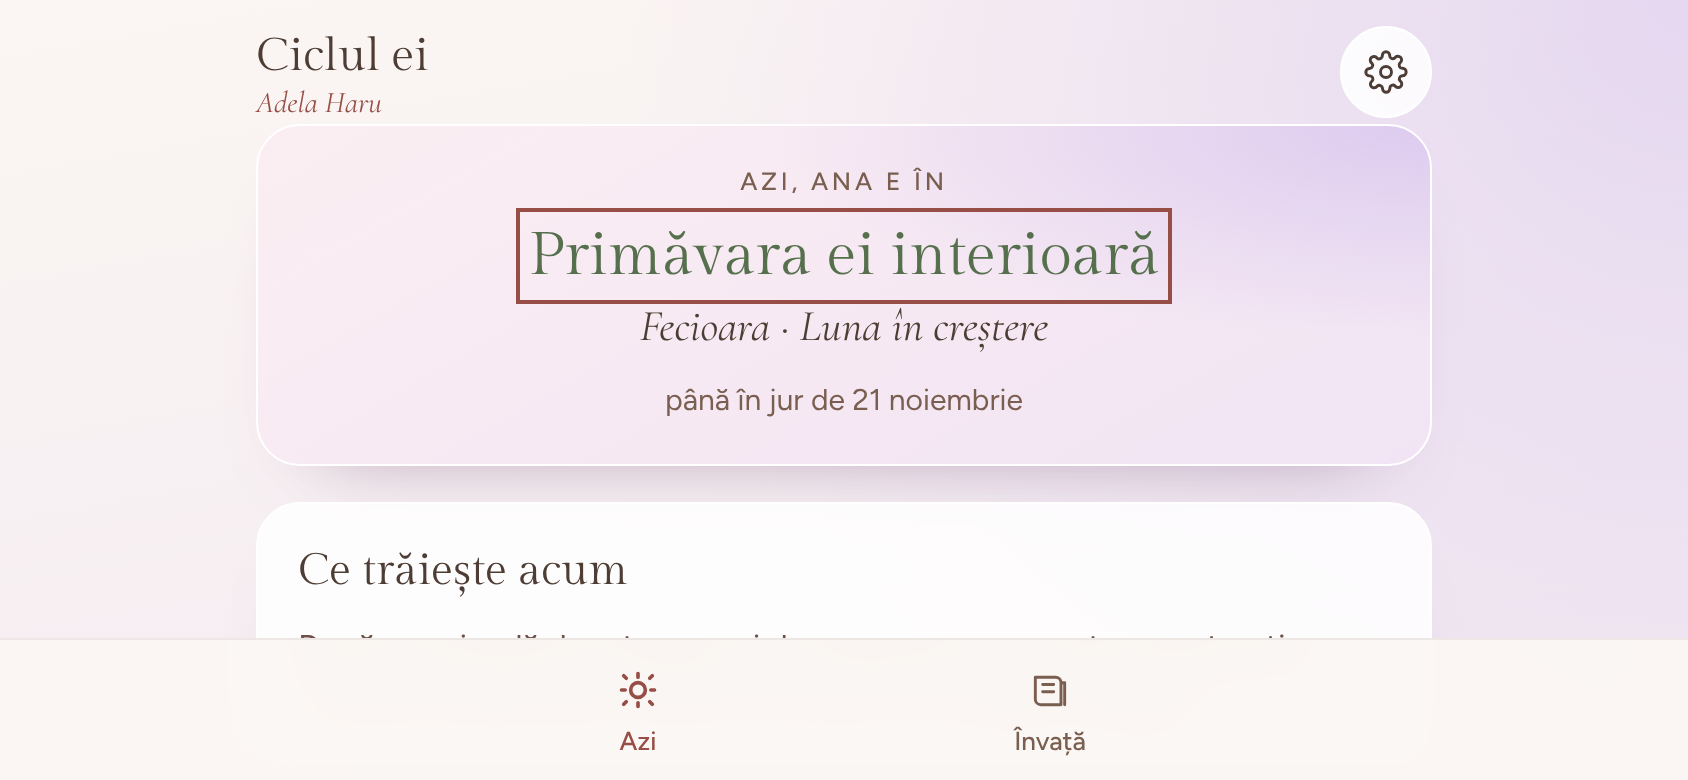 Ciclul ei
Adela Haru
AZI, ANA E ÎN
Primăvara ei interioară
Fecioara · Luna în creștere
până în jur de 21 noiembrie
Ce trăiește acum
Azi
Învață